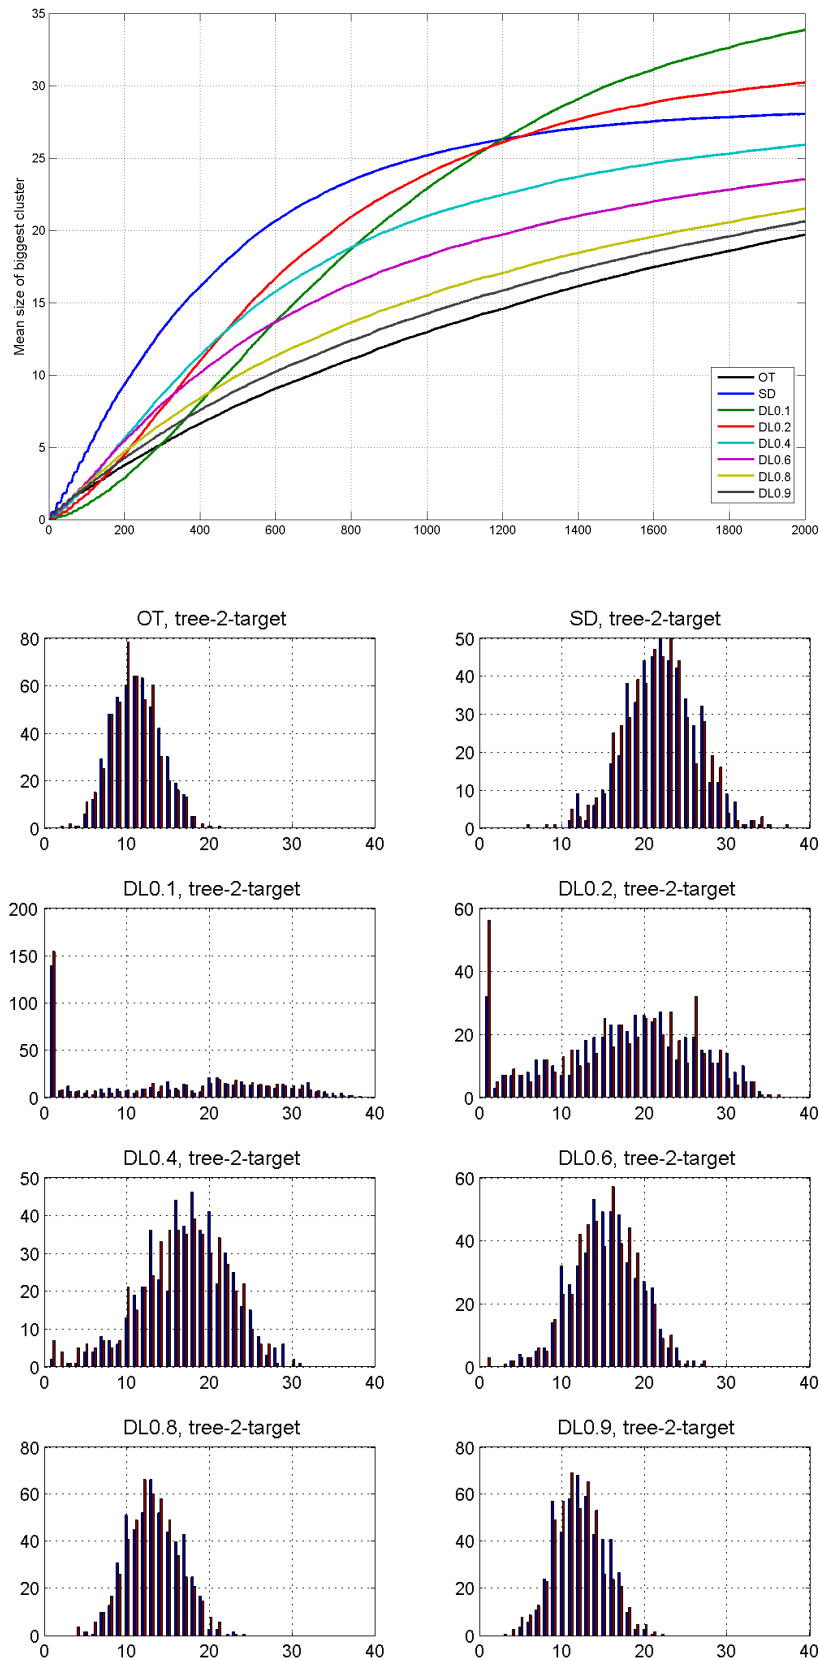 35
30
25
20
15
10
5
0
Mean size of biggest cluster
OT
SD
DL0.1
DL0.2
DL0.4
DL0.6
DL0.8
DL0.9
0 200 400 600 800 1000 1200 1400 1600 1800 2000
OT, tree-2-target
80
60
40
20
0
0 10 20 30 40
SD, tree-2-target
50
40
30
20
10
0
0 10 20 30 40
DL0.1, tree-2-target
200
150
100
50
0
0 10 20 30 40
DL0.2, tree-2-target
60
40
20
0
0 10 20 30 40
DL0.4, tree-2-target
50
40
30
20
10
0
0 10 20 30 40
DL0.6, tree-2-target
60
40
20
0
0 10 20 30 40
DL0.8, tree-2-target
80
60
40
20
0
0 10 20 30 40
DL0.9, tree-2-target
80
60
40
20
0
0 10 20 30 40